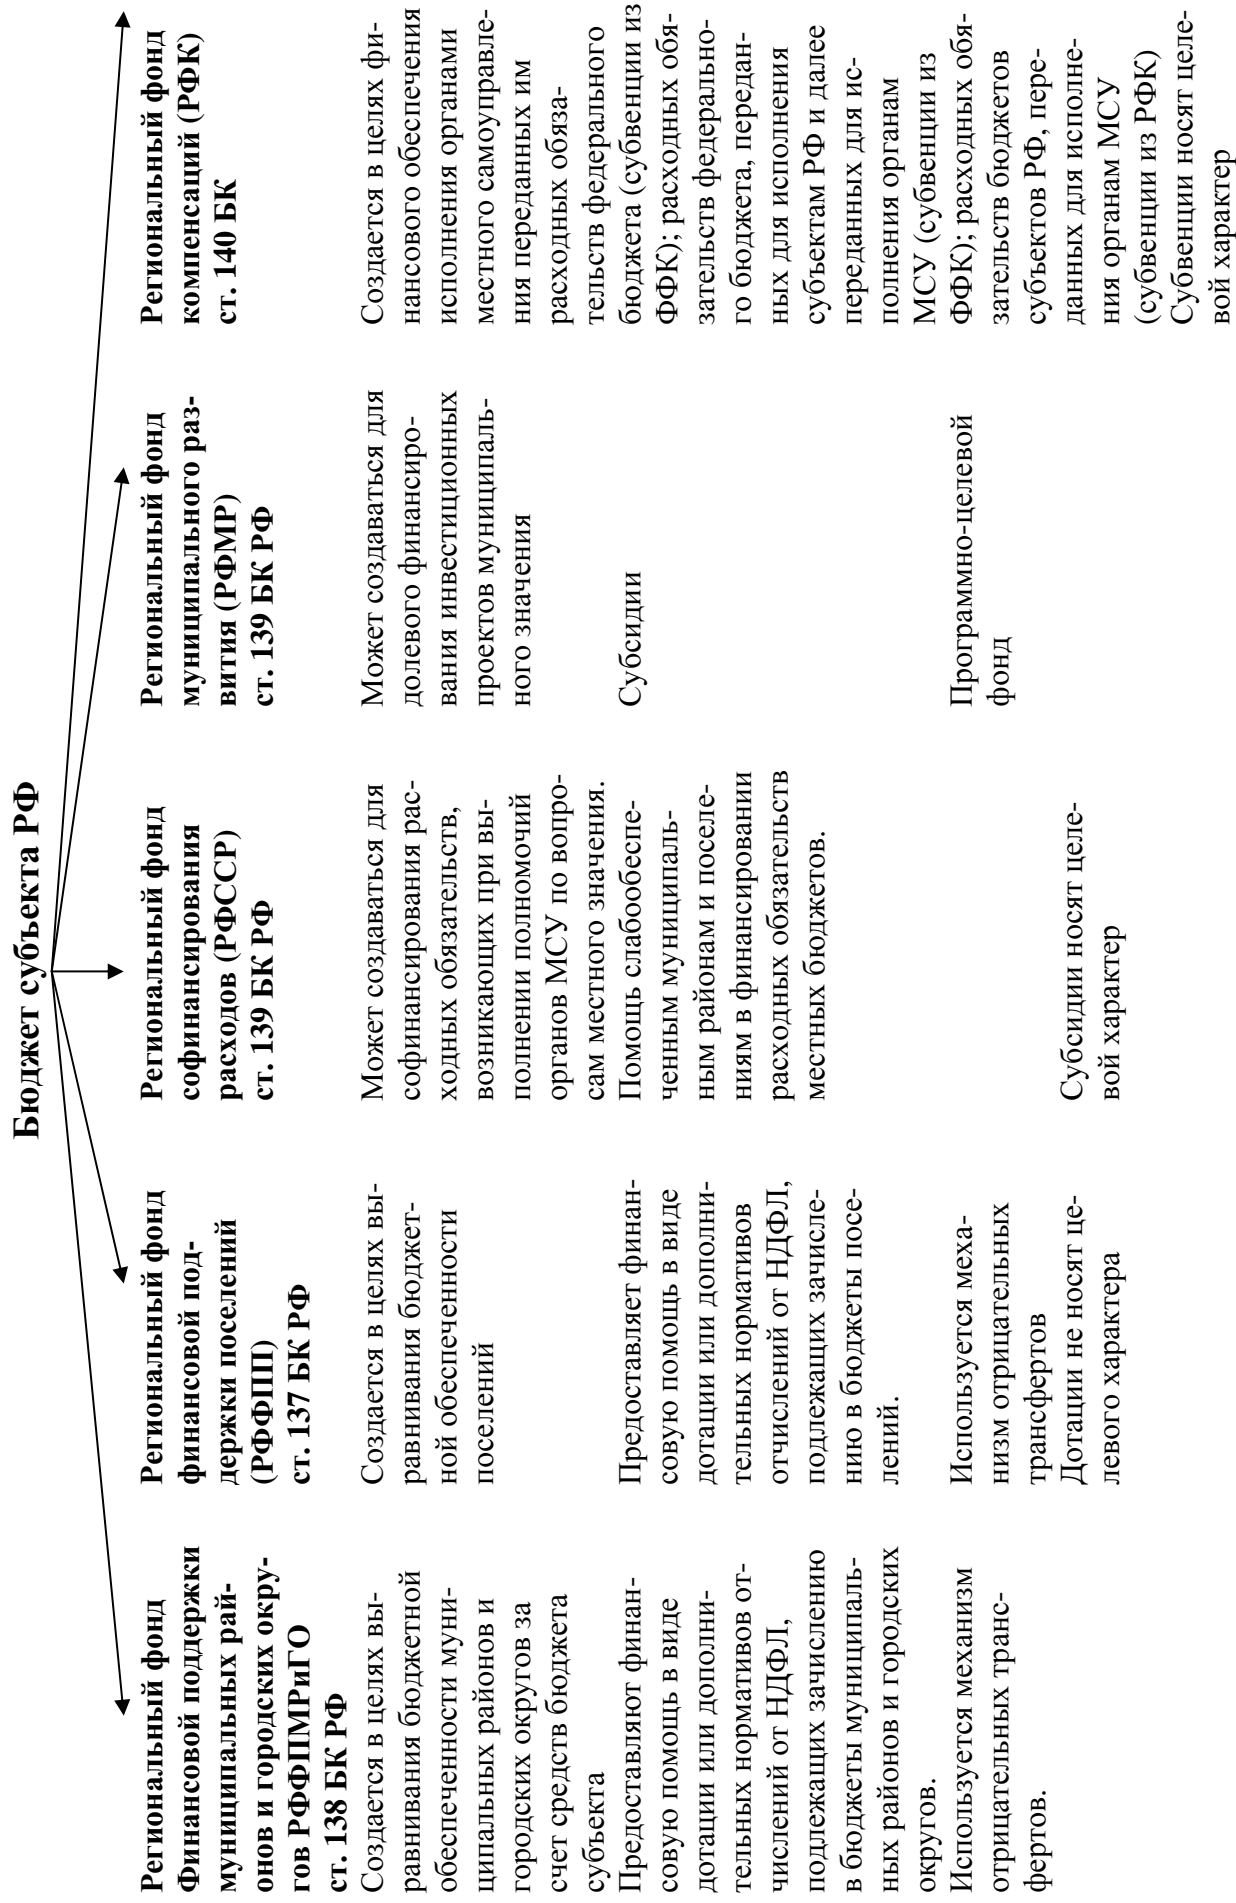 Бюджет субъекта РФ
Региональный фонд
Финансовой поддержки
муниципальных рай-
онов и городских окру-
гов РФФПМРиГО
ст. 138 БК РФ
Создается в целях вы-
равнивания бюджетной
обеспеченности муни-
ципальных районов и
городских округов за
счет средств бюджета
субъекта
Предоставляют финан-
совую помощь в виде
дотации или дополни-
тельных нормативов от-
числений от НДФЛ,
подлежащих зачислению
в бюджеты муниципаль-
ных районов и городских
округов.
Используется механизм
отрицательных транс-
фертов.
Региональный фонд
финансовой под-
держки поселений
(РФФПП)
ст. 137 БК РФ
Создается в целях вы-
равнивания бюджет-
ной обеспеченности
поселений
Предоставляет финан-
совую помощь в виде
дотации или дополни-
тельных нормативов
отчислений от НДФЛ,
подлежащих зачисле-
нию в бюджеты посе-
лений.
Используется меха-
низм отрицательных
трансфертов
Дотации не носят це-
левого характера
Региональный фонд
софинансирования
расходов (РФССР)
ст. 139 БК РФ
Может создаваться для
софинансирования рас-
ходных обязательств,
возникающих при вы-
полнении полномочий
органов МСУ по вопро-
сам местного значения.
Помощь слабообеспе-
ченным муниципаль-
ным районам и поселе-
ниям в финансировании
расходных обязательств
местных бюджетов.
Субсидии носят целе-
вой характер
Региональный фонд
муниципального раз-
вития (РФМР)
ст. 139 БК РФ
Может создаваться для
долевого финансиро-
вания инвестиционных
проектов муниципаль-
ного значения
Субсидии
Программно-целевой
фонд
Региональный фонд
компенсаций (РФК)
ст. 140 БК
Создается в целях фи-
нансового обеспечения
исполнения органами
местного самоуправле-
ния переданных им
расходных обяза-
тельств федерального
бюджета (субвенции из
ФФК); расходных обя-
зательств федерально-
го бюджета, передан-
ных для исполнения
субъектам РФ и далее
переданных для ис-
полнения органам
МСУ (субвенции из
ФФК); расходных обя-
зательств бюджетов
субъектов РФ, пере-
данных для исполне-
ния органам МСУ
(субвенции из РФК)
Субвенции носят целе-
вой характер